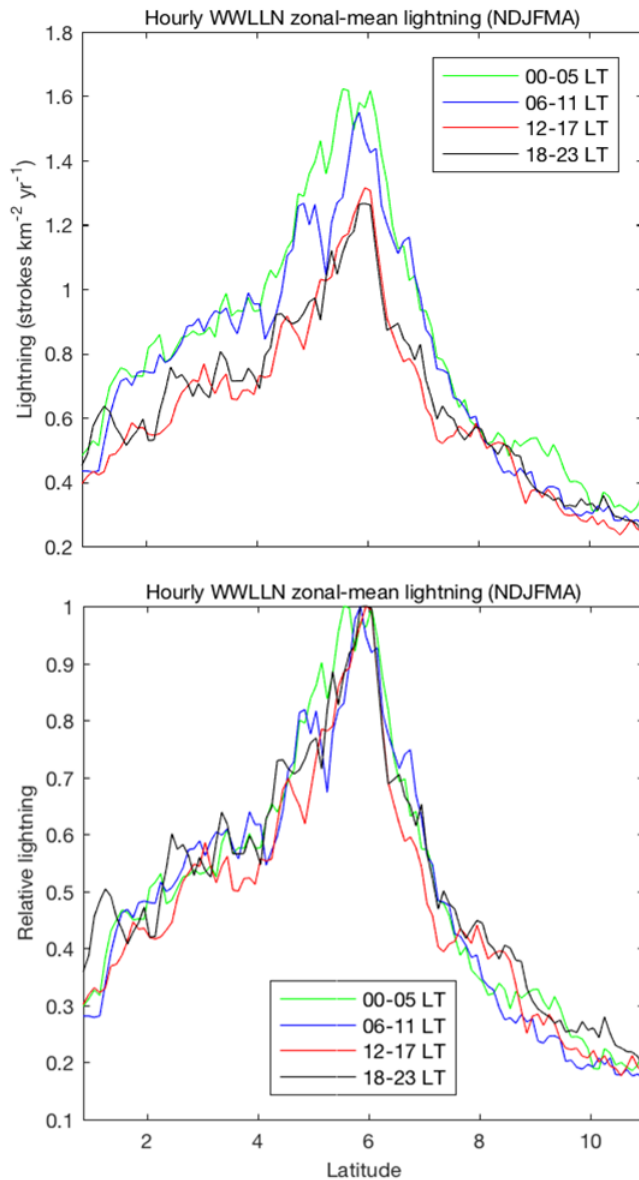 Hourly WWLLN zonal-mean lightning (NDJFMA)
1.8
1.6
1.4
1.2
1
0.8
0.6
0.4
0.2
Lightning (strokes km⁻² yr⁻¹)
00-05 LT
06-11 LT
12-17 LT
18-23 LT
Hourly WWLLN zonal-mean lightning (NDJFMA)
1
0.9
0.8
0.7
0.6
0.5
0.4
0.3
0.2
0.1
Relative lightning
00-05 LT
06-11 LT
12-17 LT
18-23 LT
2 4 6 8 10
Latitude